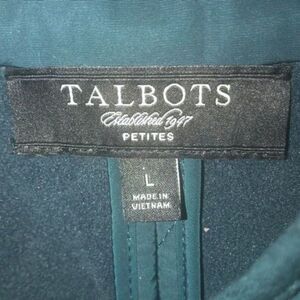 TALBOTS
Established 1947
PETITES
L
MADE IN
VIETNAM